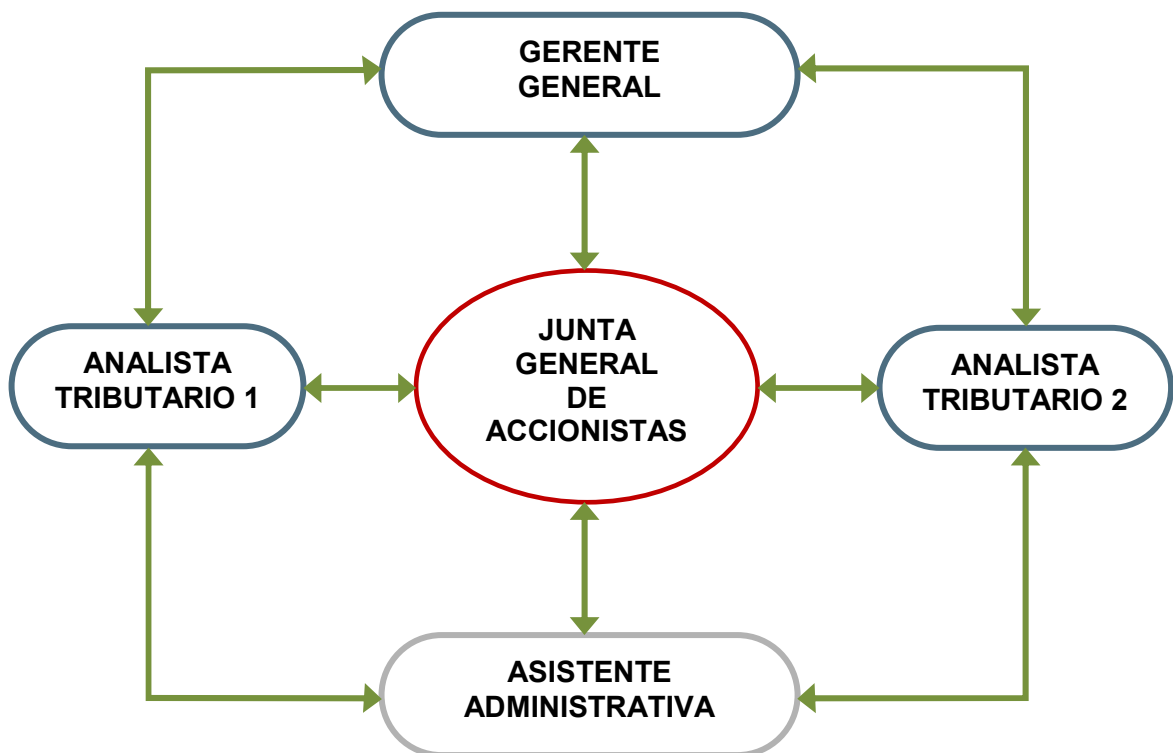 GERENTE
GENERAL
JUNTA
GENERAL
DE
ACCIONISTAS
ANALISTA
TRIBUTARIO 1
ANALISTA
TRIBUTARIO 2
ASISTENTE
ADMINISTRATIVA